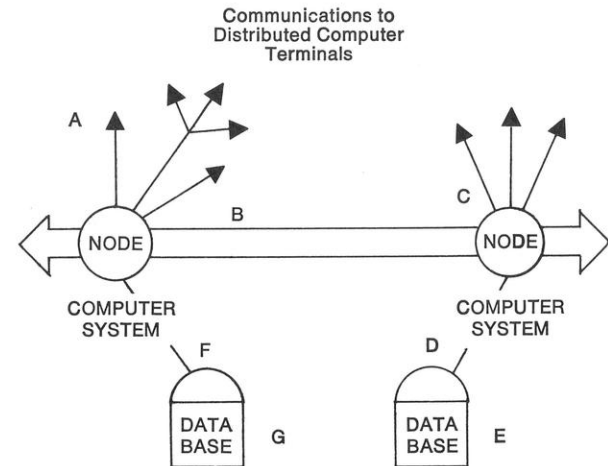 Communications to
Distributed Computer
Terminals
A
B
C
NODE
NODE
COMPUTER
SYSTEM
COMPUTER
SYSTEM
F
D
DATA
BASE
G
DATA
BASE
E